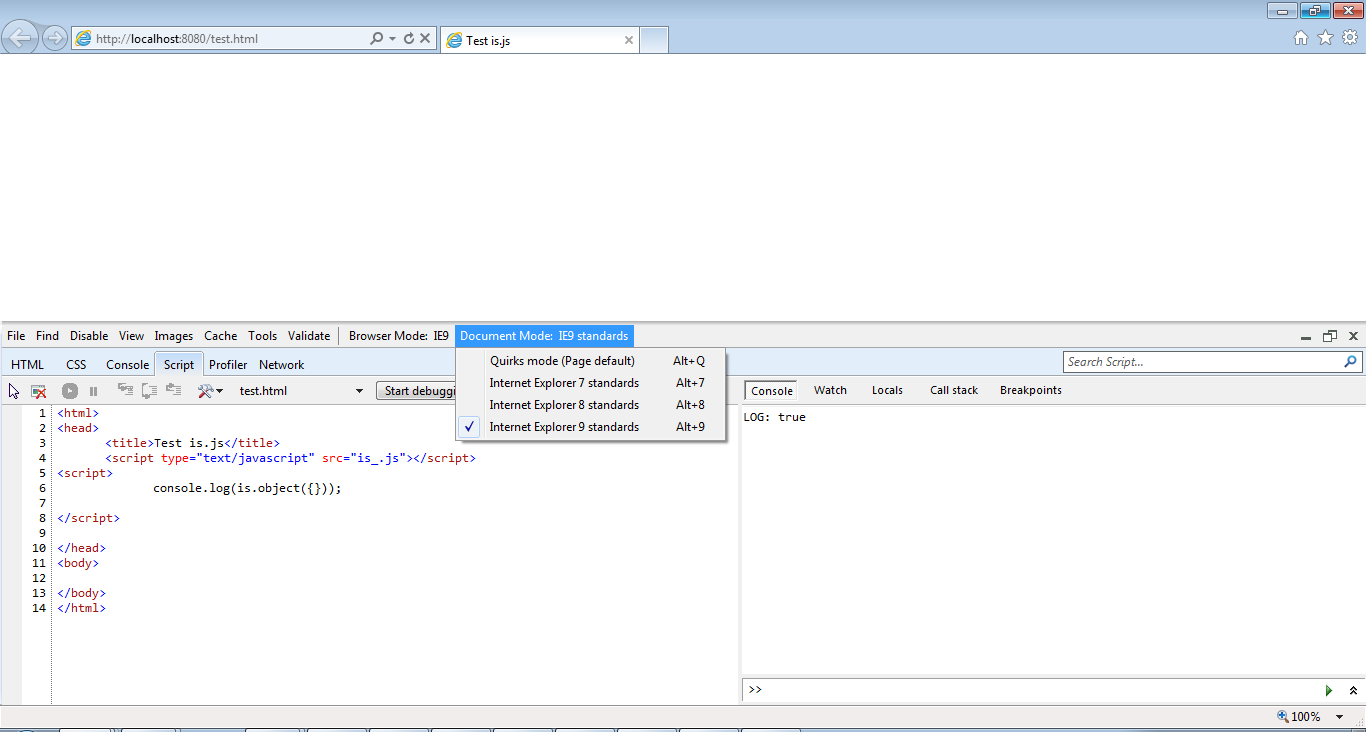 http://localhost:8080/test.html
Test is.js
File Find Disable View Images Cache Tools Validate Browser Mode: IE9 Document Mode: IE9 standards
HTML CSS Console Script Profiler Network
Search Script...
Quirks mode (Page default) Alt+Q
Internet Explorer 7 standards Alt+7
Internet Explorer 8 standards Alt+8
Internet Explorer 9 standards Alt+9
test.html
Start debuggi
Console Watch Locals Call stack Breakpoints
1 <html>
2 <head>
3 <title>Test is.js</title>
4 <script type="text/javascript" src="is_.js"></script>
5 <script>
6 console.log(is.object({}));
7
8 </script>
9
10 </head>
11 <body>
12
13 </body>
14 </html>
LOG: true
>>
100%